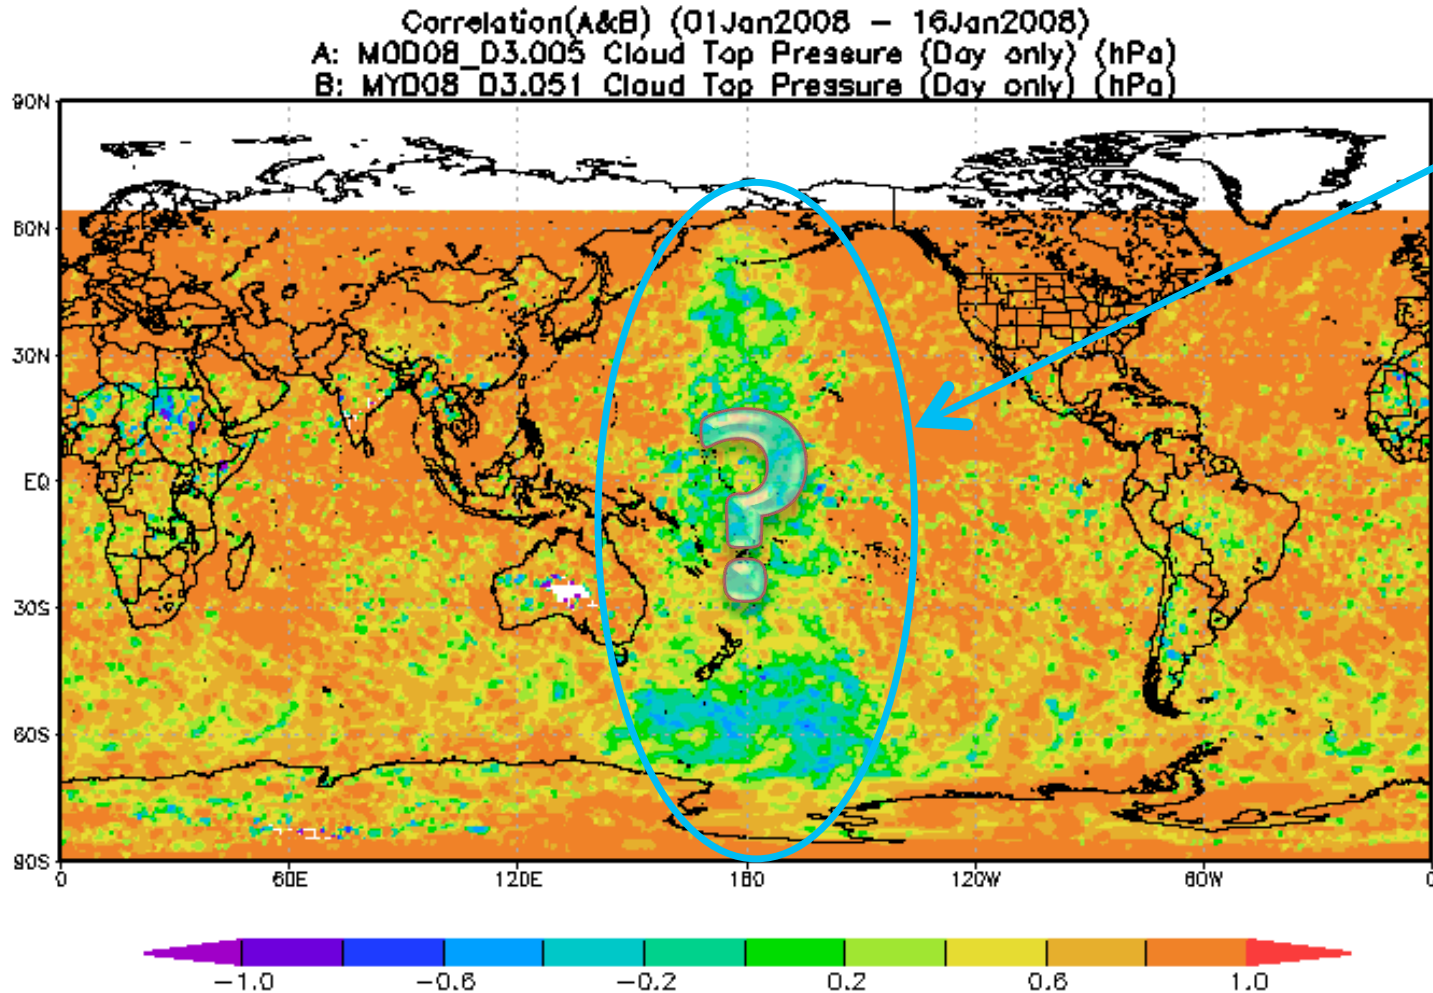 Correlation(A&B) (01Jan2008 - 16Jan2008)
A: MOD08_D3.005 Cloud Top Pressure (Day only) (hPa)
B: MYD08_D3.051 Cloud Top Pressure (Day only) (hPa)
90N
60N
30N
EQ
30S
60S
90S
0 60E 120E 180 120W 60W 0
?
-1.0 -0.6 -0.2 0.2 0.6 1.0